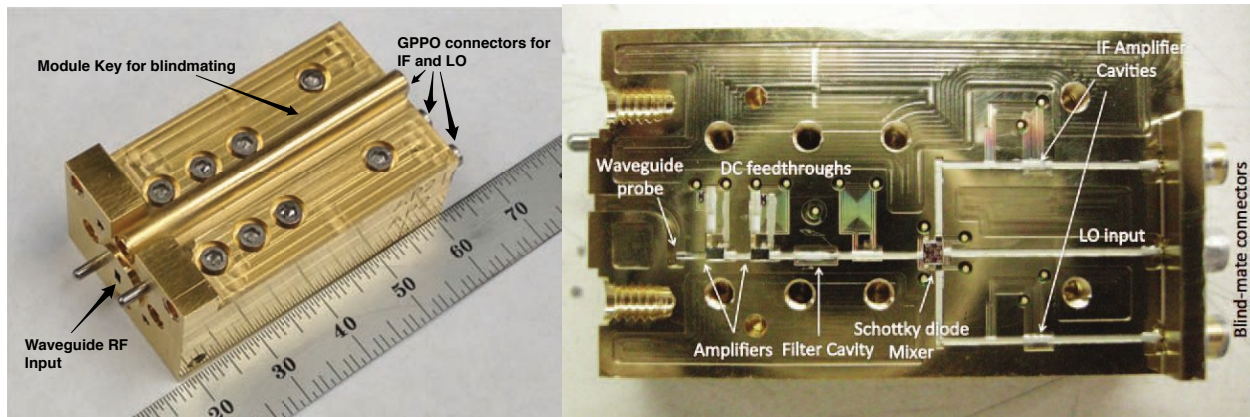 GPPO connectors for
IF and LO
Module Key for blindmating
Waveguide RF
Input
20
30
40
50
60
70
IF Amplifier
Cavities
Waveguide
probe
DC feedthroughs
LO input
Blind-mate connectors
Schottky diode
Mixer
Amplifiers
Filter Cavity